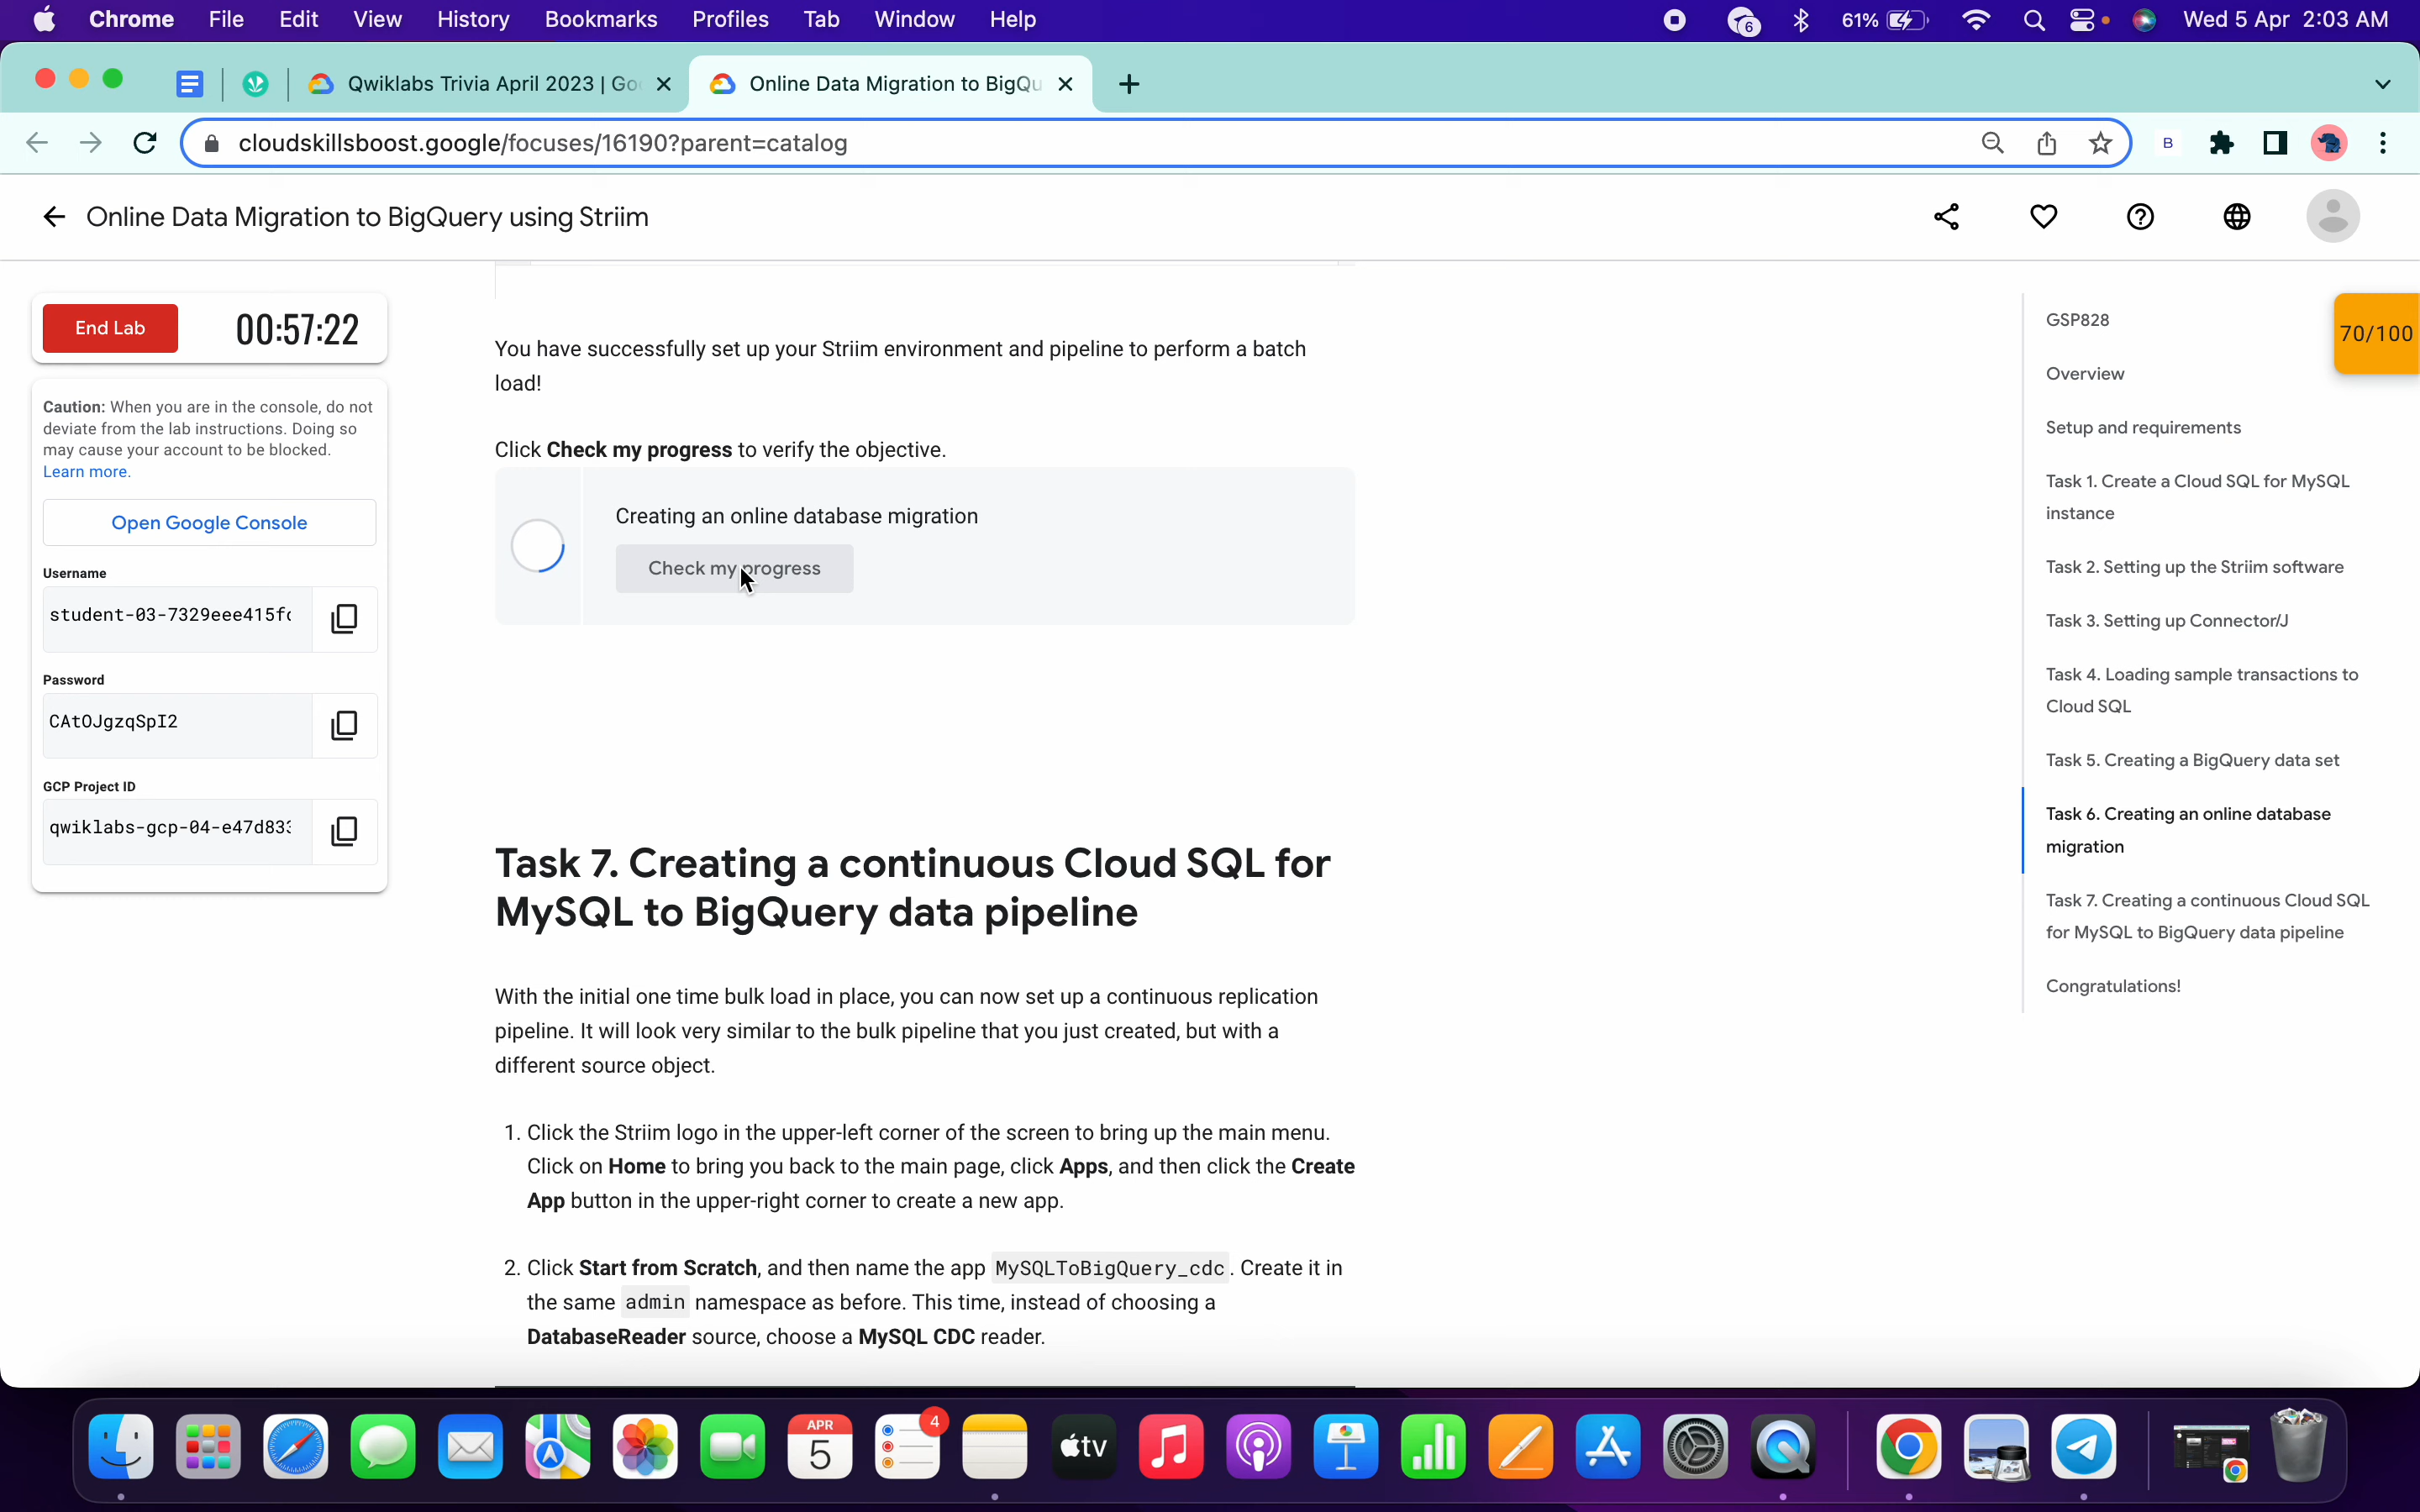 Chrome File Edit View History Bookmarks Profiles Tab Window Help
6
61%
Wed 5 Apr 2:03 AM
Qwiklabs Trivia April 2023 | Go
Online Data Migration to BigQu
cloudskillsboost.google/focuses/16190?parent=catalog
B
Online Data Migration to BigQuery using Striim
End Lab
00:57:22
Caution: When you are in the console, do not
deviate from the lab instructions. Doing so
may cause your account to be blocked.
Learn more.
Open Google Console
Username
student-03-7329eee415f
Password
CAtOJgzqSpI2
GCP Project ID
qwiklabs-gcp-04-e47d83
You have successfully set up your Striim environment and pipeline to perform a batch
load!
Click Check my progress to verify the objective.
Creating an online database migration
Check my progress
Task 7. Creating a continuous Cloud SQL for
MySQL to BigQuery data pipeline
With the initial one time bulk load in place, you can now set up a continuous replication
pipeline. It will look very similar to the bulk pipeline that you just created, but with a
different source object.
1. Click the Striim logo in the upper-left corner of the screen to bring up the main menu.
Click on Home to bring you back to the main page, click Apps, and then click the Create
App button in the upper-right corner to create a new app.
2. Click Start from Scratch, and then name the app MySQLToBigQuery_cdc. Create it in
the same admin namespace as before. This time, instead of choosing a
DatabaseReader source, choose a MySQL CDC reader.
GSP828
70/100
Overview
Setup and requirements
Task 1. Create a Cloud SQL for MySQL
instance
Task 2. Setting up the Striim software
Task 3. Setting up Connector/J
Task 4. Loading sample transactions to
Cloud SQL
Task 5. Creating a BigQuery data set
Task 6. Creating an online database
migration
Task 7. Creating a continuous Cloud SQL
for MySQL to BigQuery data pipeline
Congratulations!
APR
5
4
tv